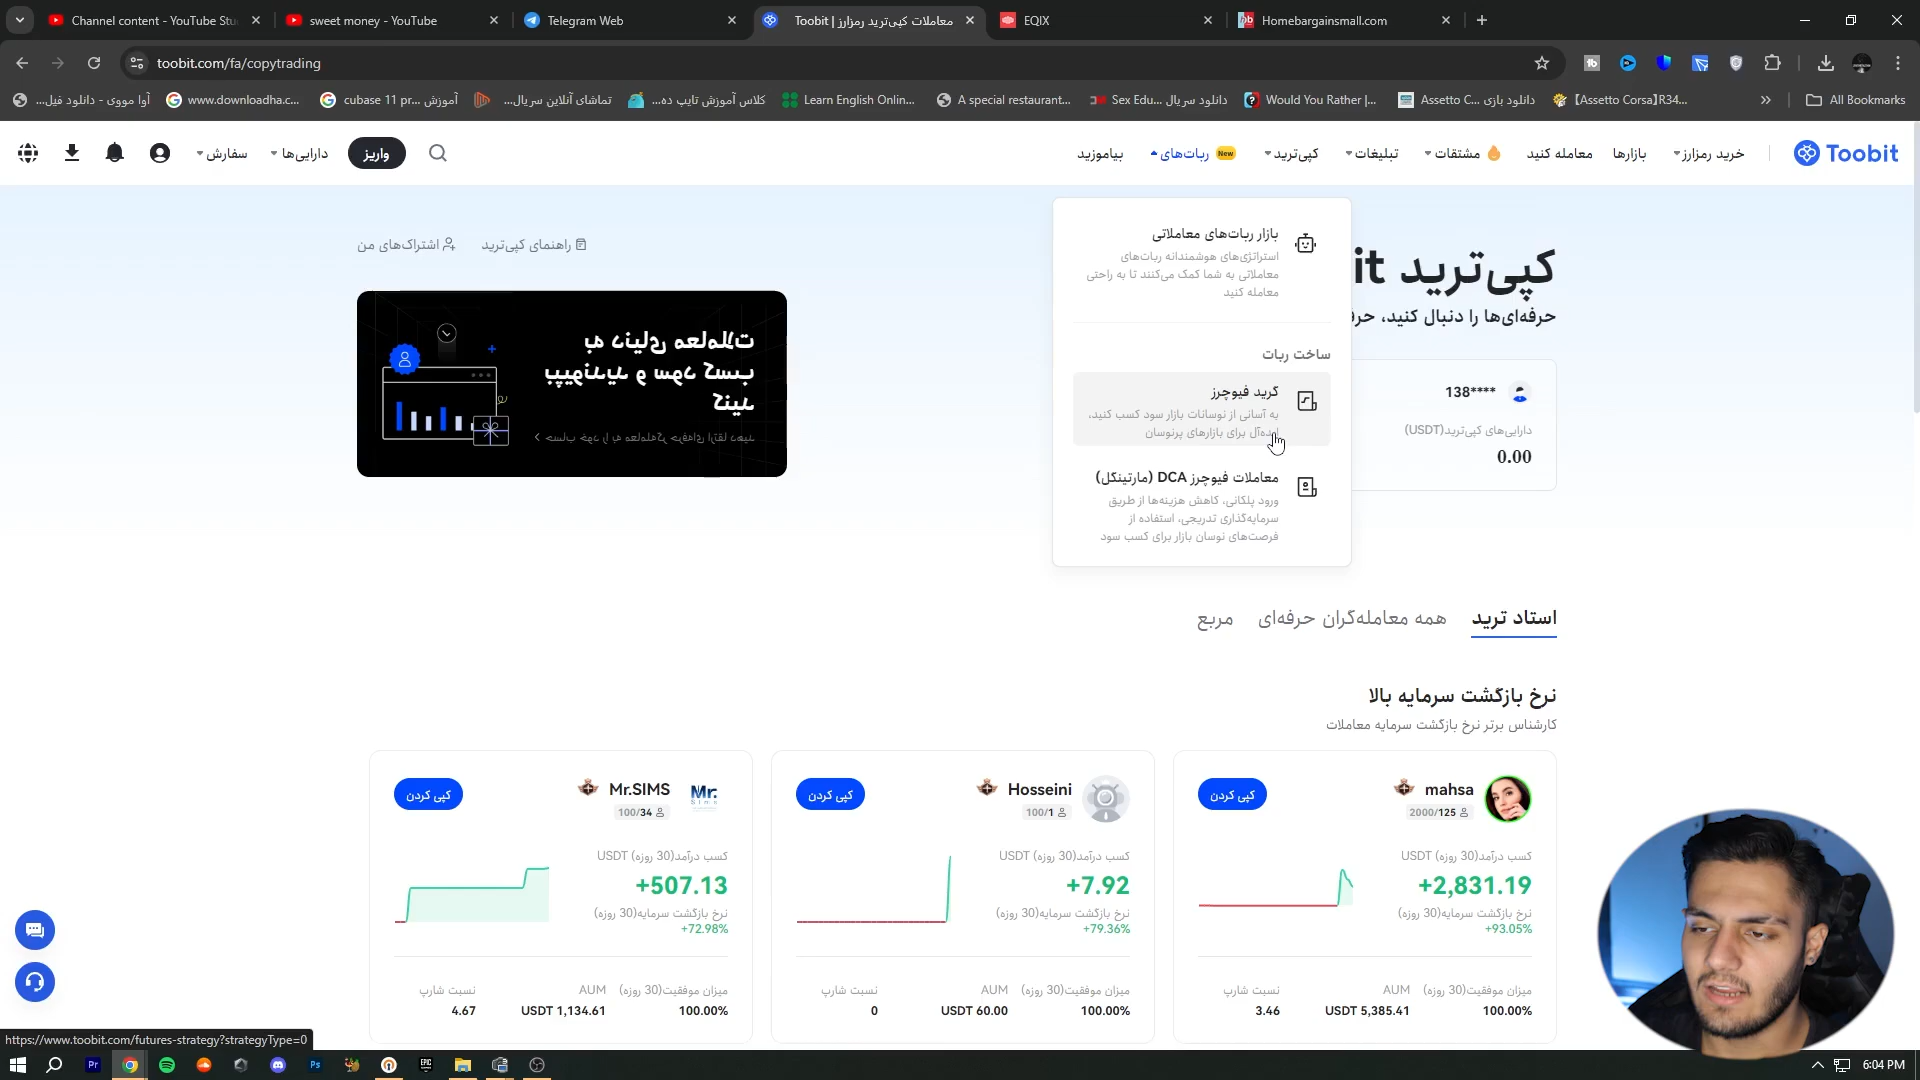 Channel content - YouTube Stu
sweet money - YouTube
Telegram Web
معاملات کپی‌ترید رمزارز | Toobit
EQIX
Homebargainsmall.com
toobit.com/fa/copytrading
آوا مووی - دانلود فیل...
www.downloadha.c...
آموزش cubase 11 pr...
تماشای آنلاین سریال...
کلاس آموزش تایپ ده...
Learn English Onlin...
A special restaurant...
دانلود سریال Sex Edu...
Would You Rather |...
دانلود بازی Assetto C...
【Assetto Corsa】R34...
All Bookmarks
Toobit
خرید رمزارز
بازارها
معامله کنید
مشتقات
تبلیغات
کپی‌ترید
ربات‌های
New
بیاموزید
واریز
دارایی‌ها
سفارش
راهنمای کپی‌ترید
اشتراک‌های من
کپی‌ترید it
حرفه‌ای‌ها را دنبال کنید، حرف
بازار ربات‌های معاملاتی
استراتژی‌های هوشمندانه ربات‌های
معاملاتی به شما کمک می‌کنند تا به راحتی
معامله کنید
ساخت ربات
گرید فیوچرز
به آسانی از نوسانات بازار سود کسب کنید،
ایده‌آل برای بازارهای پرنوسان
معاملات فیوچرز DCA (مارتینگل)
ورود پلکانی، کاهش هزینه‌ها از طریق
سرمایه‌گذاری تدریجی، استفاده از
فرصت‌های نوسان بازار برای کسب سود
138****
دارایی‌های کپی‌ترید(USDT)
0.00
به دنیای معاملات
بپیوندید و سود کسب
کنید
استاد ترید
همه معامله‌گران حرفه‌ای
مربع
نرخ بازگشت سرمایه بالا
کارشناس برتر نرخ بازگشت سرمایه معاملات
mahsa
2000/125
کپی کردن
کسب درآمد(30 روزه) USDT
+2,831.19
نرخ بازگشت سرمایه(30 روزه)
+93.05%
میزان موفقیت(30 روزه)
AUM
نسبت شارپ
100.00%
USDT 5,385.41
3.46
Hosseini
100/1
کپی کردن
کسب درآمد(30 روزه) USDT
+7.92
نرخ بازگشت سرمایه(30 روزه)
+79.36%
میزان موفقیت(30 روزه)
AUM
نسبت شارپ
100.00%
USDT 60.00
0
Mr.SIMS
Mr.
Sims
100/34
کپی کردن
کسب درآمد(30 روزه) USDT
+507.13
نرخ بازگشت سرمایه(30 روزه)
+72.98%
میزان موفقیت(30 روزه)
AUM
نسبت شارپ
100.00%
USDT 1,134.61
4.67
https://www.toobit.com/futures-strategy?strategyType=0
6:04 PM